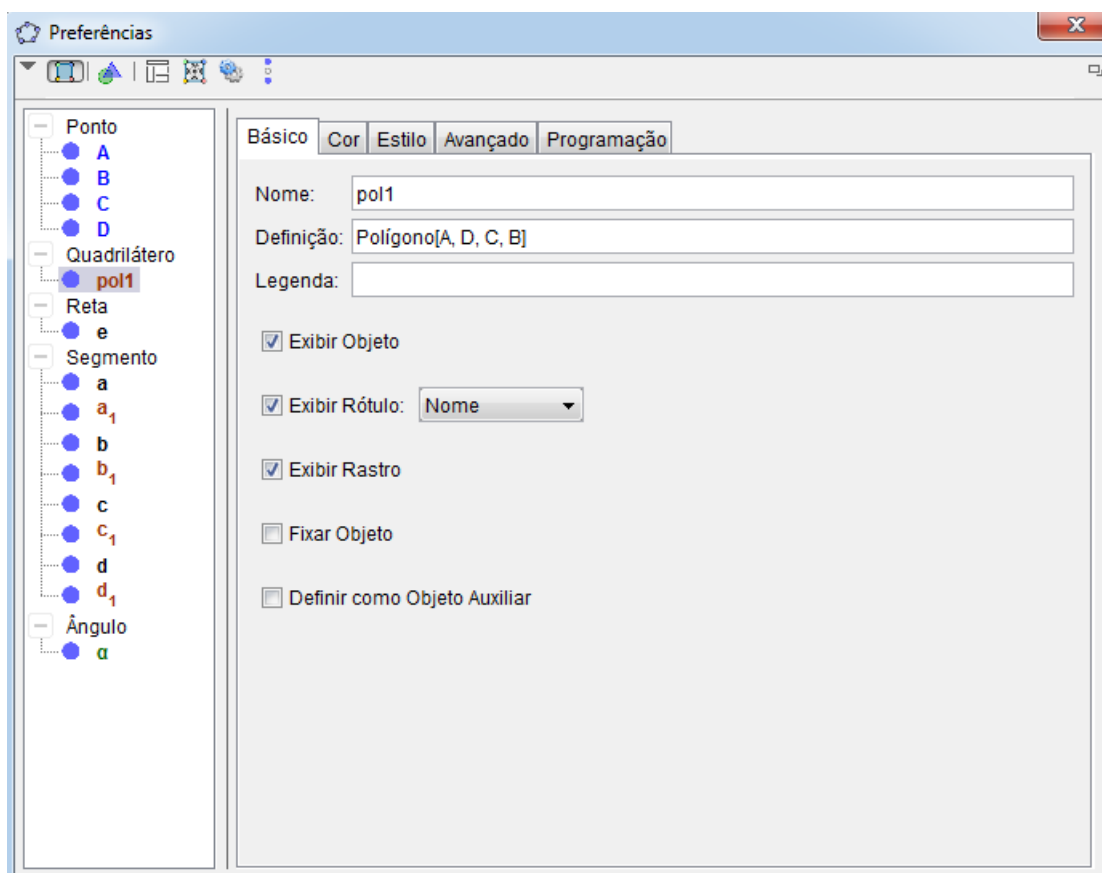 Preferências
Ponto
A
B
C
D
Quadrilátero
pol1
Reta
e
Segmento
a
a1
b
b1
c
c1
d
d1
Ângulo
α
Básico Cor Estilo Avançado Programação
Nome: pol1
Definição: Polígono[A, D, C, B]
Legenda:
Exibir Objeto
Exibir Rótulo: Nome
Exibir Rastro
Fixar Objeto
Definir como Objeto Auxiliar